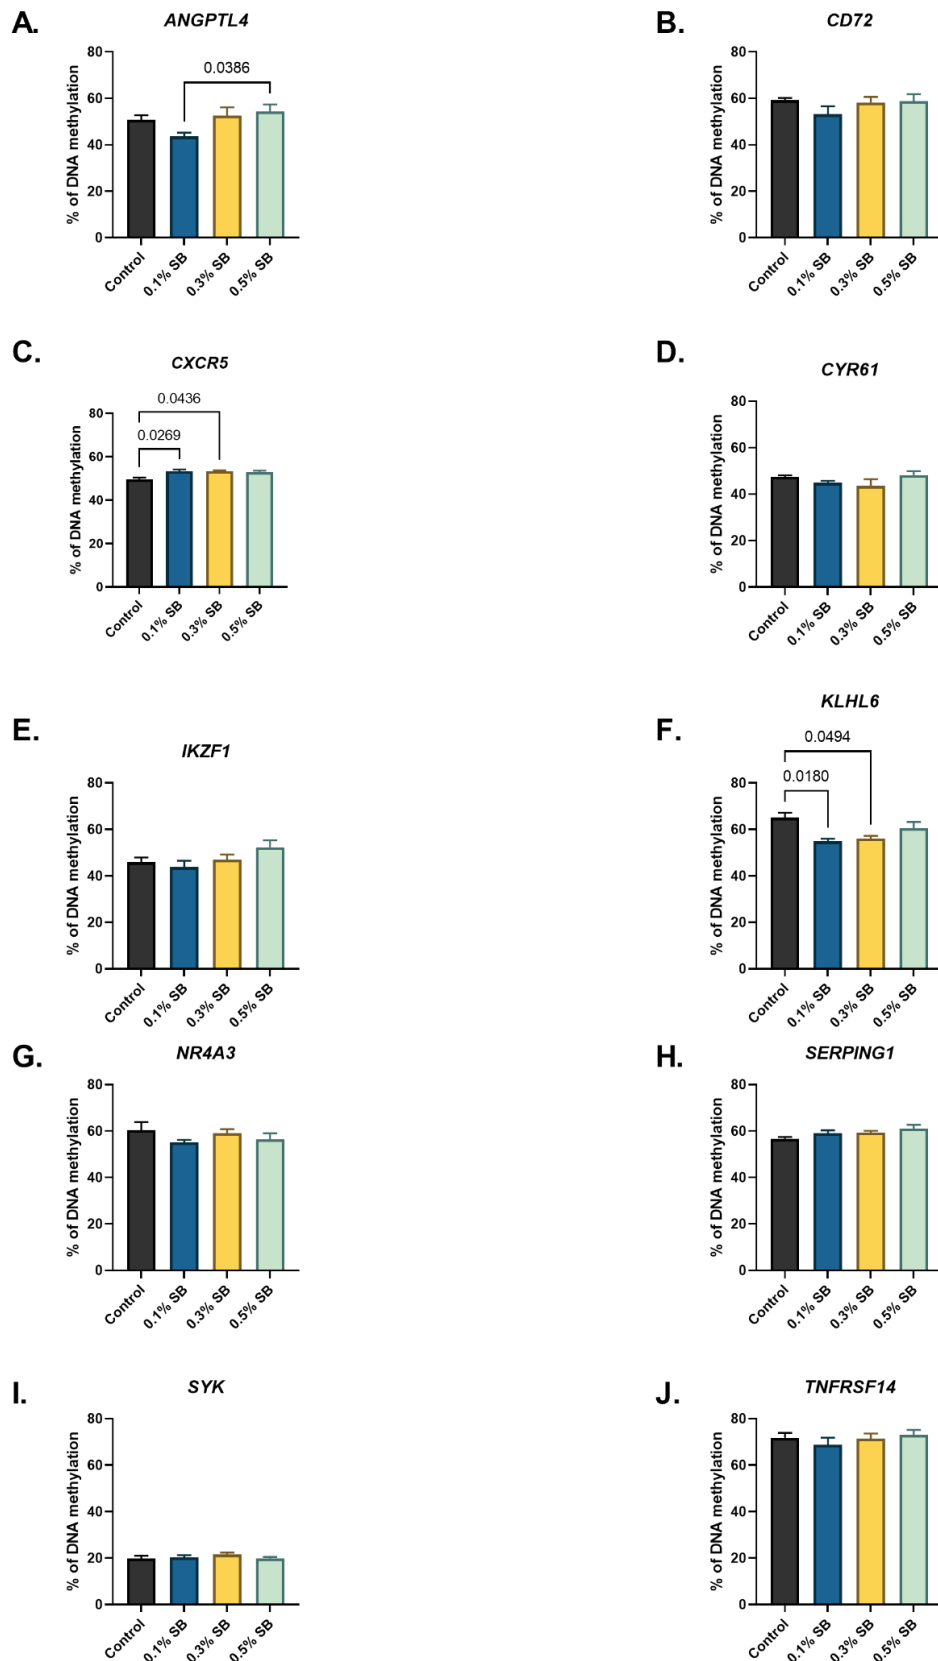 A.
ANGPTL4
% of DNA methylation
80
60
40
20
0
0.0386
Control
0.1% SB
0.3% SB
0.5% SB
B.
CD72
% of DNA methylation
80
60
40
20
0
Control
0.1% SB
0.3% SB
0.5% SB
C.
CXCR5
% of DNA methylation
80
60
40
20
0
0.0436
0.0269
Control
0.1% SB
0.3% SB
0.5% SB
D.
CYR61
% of DNA methylation
80
60
40
20
0
Control
0.1% SB
0.3% SB
0.5% SB
E.
IKZF1
% of DNA methylation
80
60
40
20
0
Control
0.1% SB
0.3% SB
0.5% SB
F.
KLHL6
% of DNA methylation
80
60
40
20
0
0.0494
0.0180
Control
0.1% SB
0.3% SB
0.5% SB
G.
NR4A3
% of DNA methylation
80
60
40
20
0
Control
0.1% SB
0.3% SB
0.5% SB
H.
SERPING1
% of DNA methylation
80
60
40
20
0
Control
0.1% SB
0.3% SB
0.5% SB
I.
SYK
% of DNA methylation
80
60
40
20
0
Control
0.1% SB
0.3% SB
0.5% SB
J.
TNFRSF14
% of DNA methylation
80
60
40
20
0
Control
0.1% SB
0.3% SB
0.5% SB